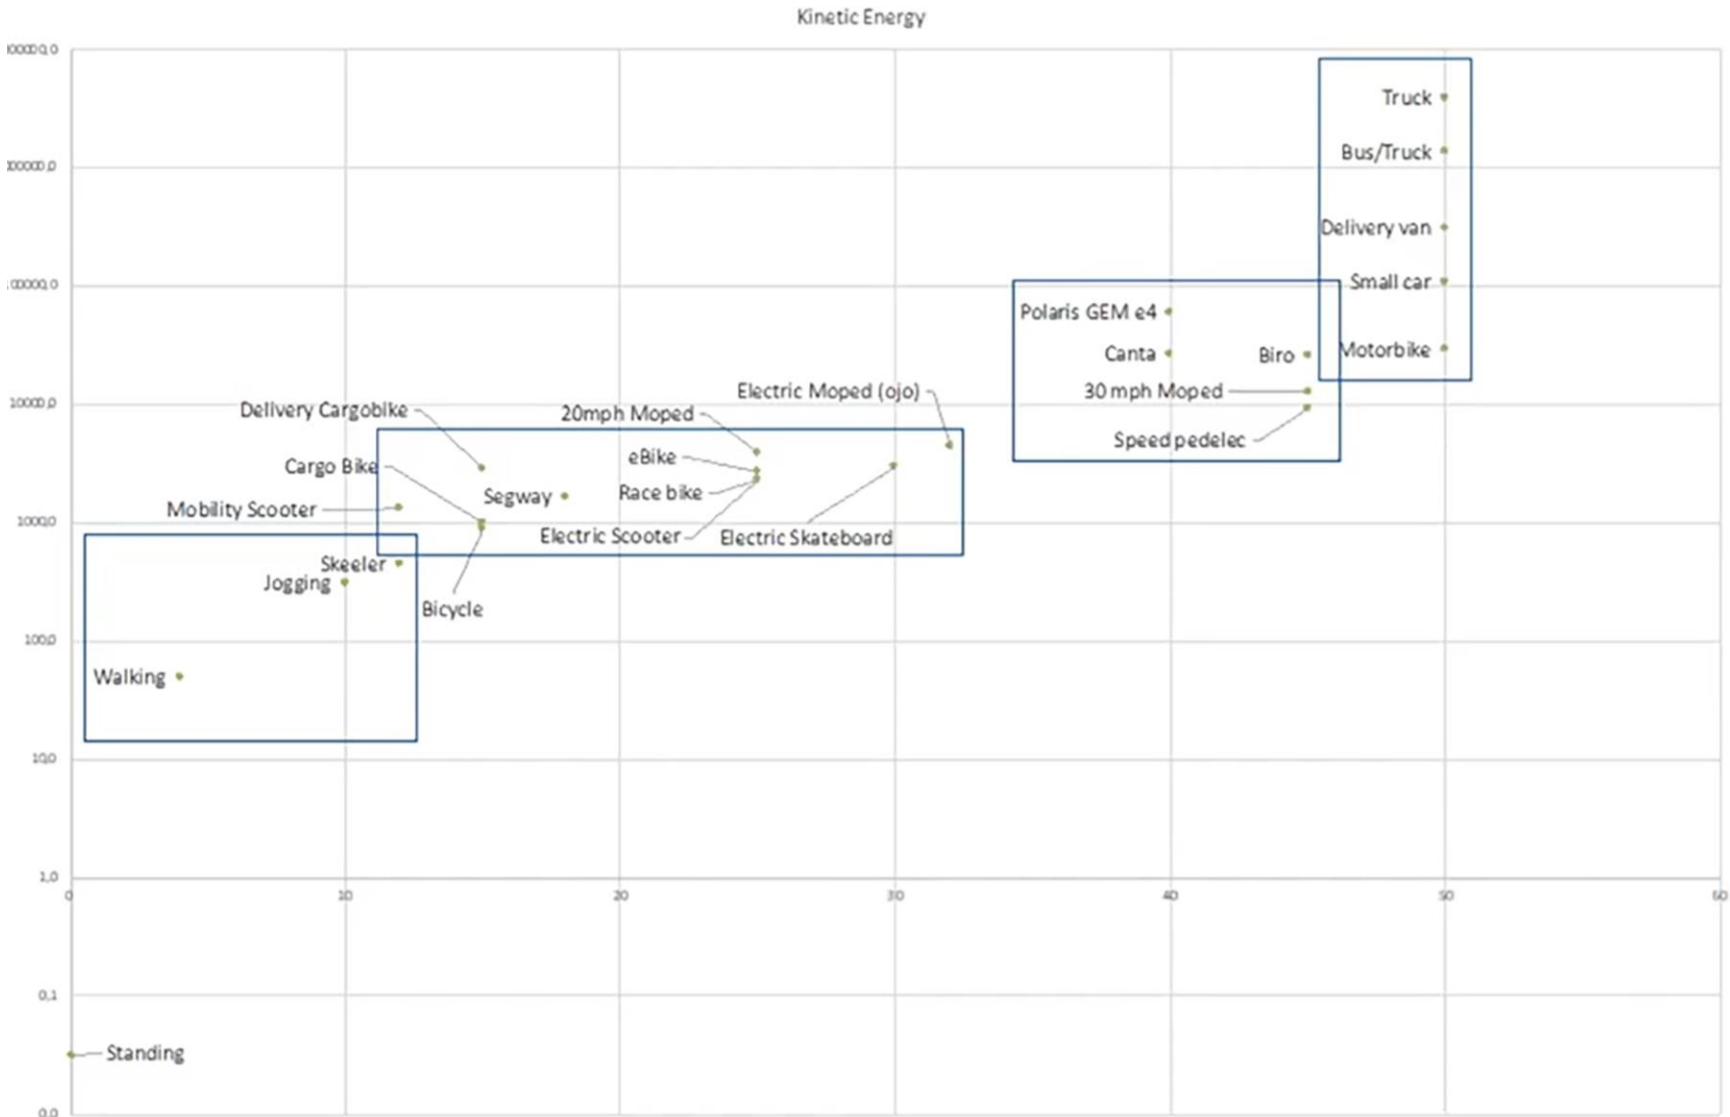 Kinetic Energy
Truck
Bus/Truck
Delivery van
Small car
Polaris GEM e4
Canta
Biro
Motorbike
Electric Moped (ojo)
30 mph Moped
10000,0
Delivery Cargobike
20mph Moped
Speed pedelec
eBike
Cargo Bike
Segway
Race bike
Mobility Scooter
1000,0
Electric Scooter
Electric Skateboard
Skeeler
Jogging
Bicycle
100,0
Walking
10,0
1,0
0
10
20
30
40
50
60
0,1
Standing
0,0